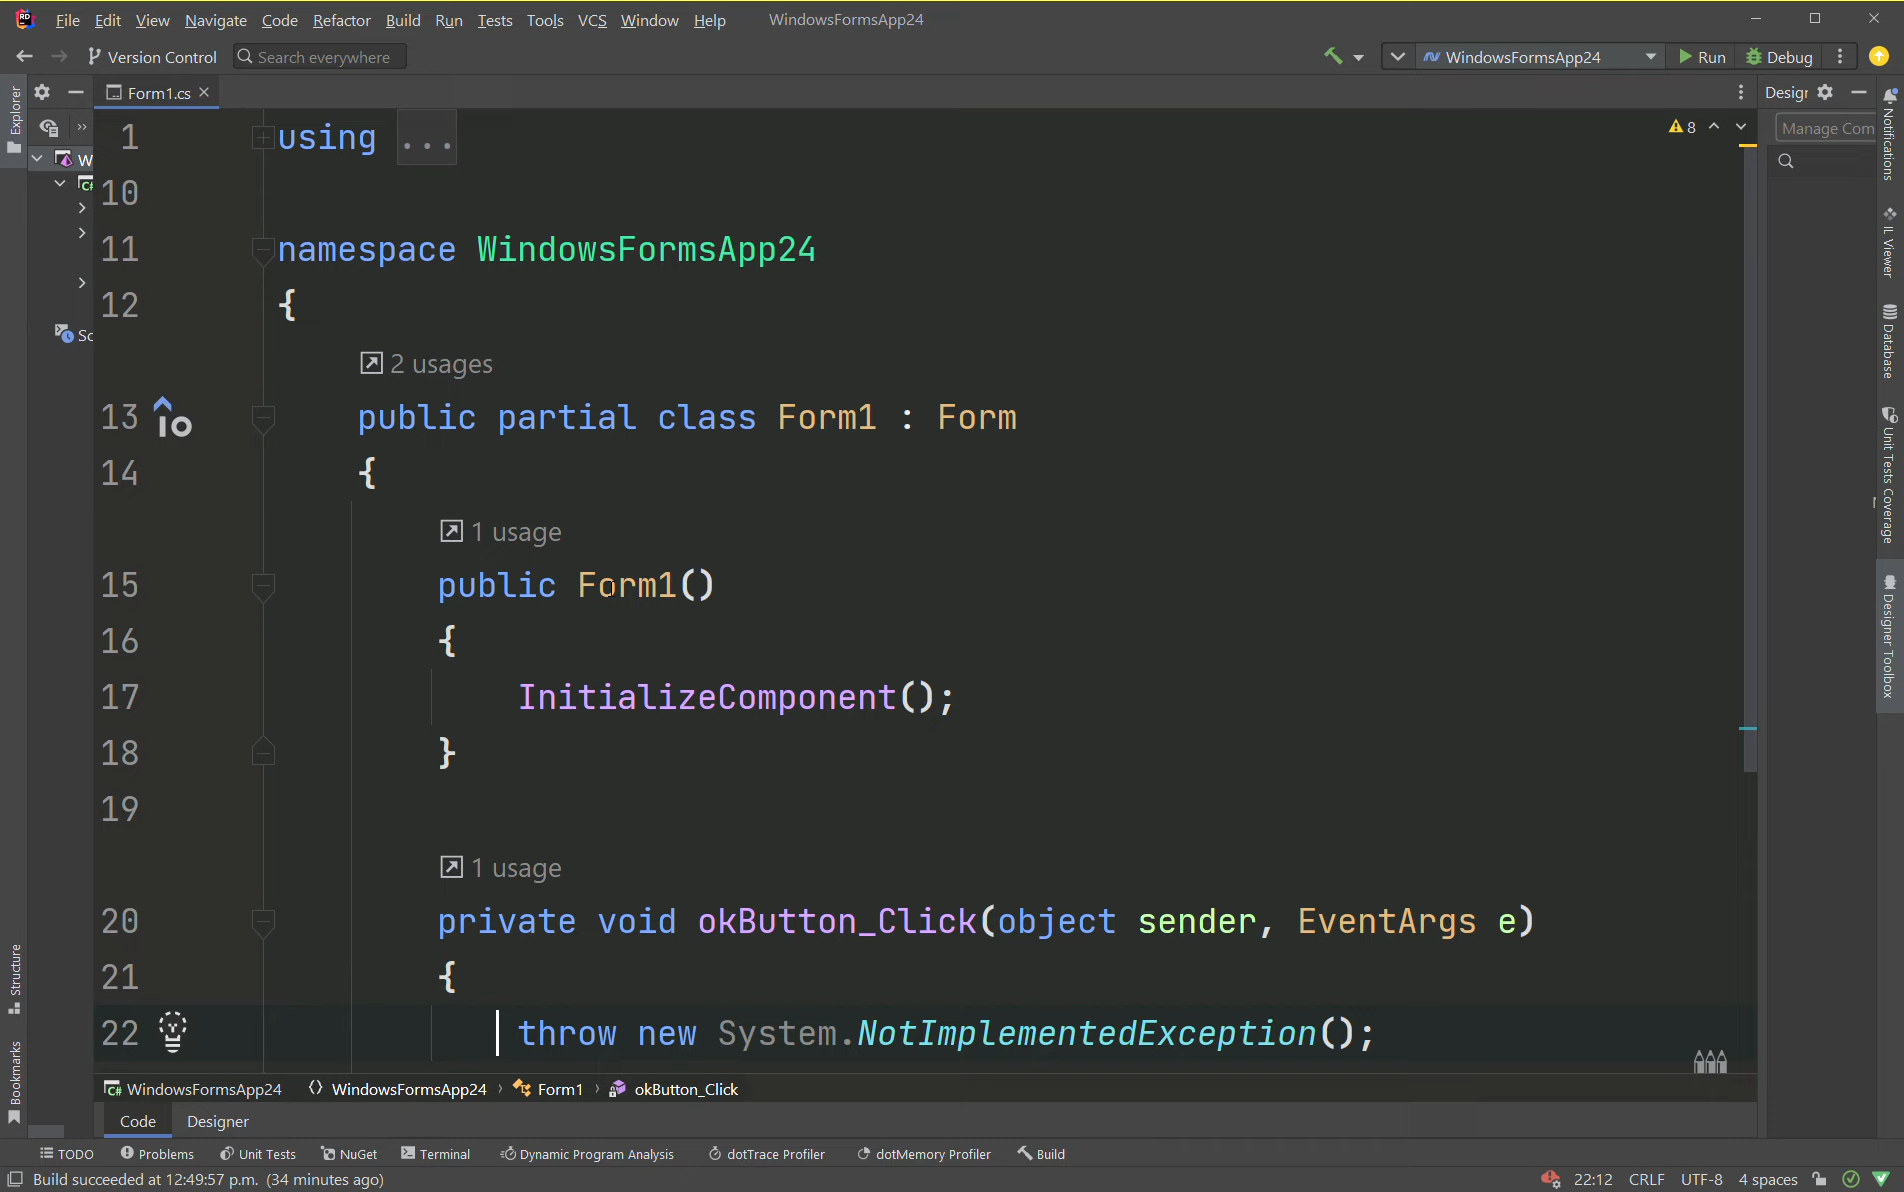 File Edit View Navigate Code Refactor Build Run Tests Tools VCS Window Help WindowsFormsApp24
Version Control Search everywhere WindowsFormsApp24 Run Debug
Explorer
Form1.cs
Designr
8
Manage Com
1 using ...
10
11 namespace WindowsFormsApp24
12 {
2 usages
13 public partial class Form1 : Form
14 {
1 usage
15 public Form1()
16 {
17 InitializeComponent();
18 }
19
1 usage
20 private void okButton_Click(object sender, EventArgs e)
21 {
22 throw new System.NotImplementedException();
W
C#
Sc
Structure
Bookmarks
Notifications
IL Viewer
Database
Unit Tests Coverage
Designer Toolbox
C# WindowsFormsApp24 WindowsFormsApp24 › Form1 › okButton_Click
Code Designer
TODO Problems Unit Tests NuGet Terminal Dynamic Program Analysis dotTrace Profiler dotMemory Profiler Build
Build succeeded at 12:49:57 p.m. (34 minutes ago) 22:12 CRLF UTF-8 4 spaces